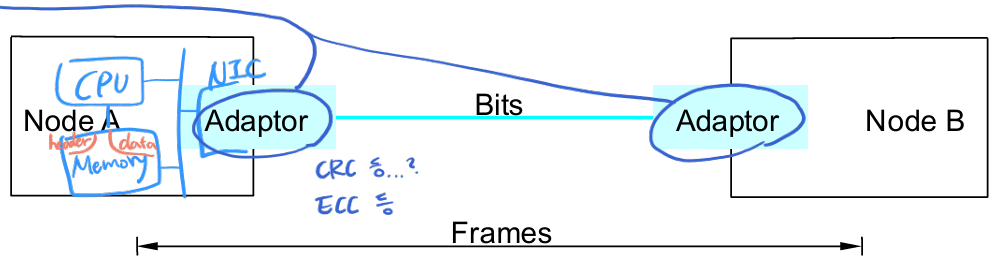 NIC
CPU
Node A
Adaptor
Bits
Adaptor
Node B
header
data
Memory
CRC 등...?
ECC 등
Frames